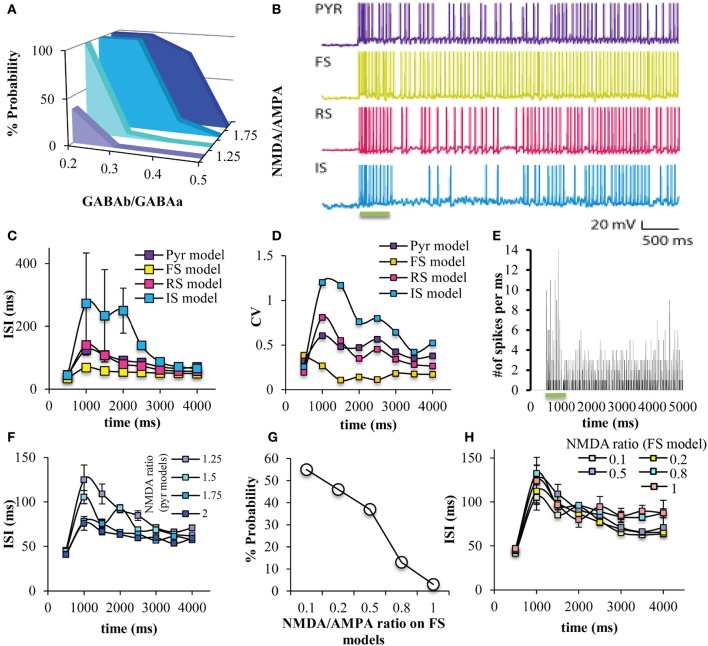 A
% Probability
100
50
0
0.2
0.3
0.4
0.5
1.25
1.75
NMDA/AMPA
GABAb/GABAa
B
PYR
FS
RS
IS
20 mV
500 ms
C
ISI (ms)
400
200
0
0 1000 2000 3000 4000
time (ms)
Pyr model
FS model
RS model
IS model
D
CV
1.5
1
0.5
0
0 1000 2000 3000 4000
time (ms)
Pyr model
FS model
RS model
IS model
E
#of spikes per ms
14
12
10
8
6
4
2
0
0 1000 2000 3000 4000 5000
time (ms)
F
ISI (ms)
150
100
50
0
0 1000 2000 3000 4000
time (ms)
NMDA ratio
(pyr models)
1.25
1.5
1.75
2
G
% Probability
60
50
40
30
20
10
0
0.1 0.2 0.5 0.8 1
NMDA/AMPA ratio on FS
models
H
NMDA ratio (FS model)
0.1 0.2
0.5 0.8
1
ISI (ms)
150
100
50
0
0 1000 2000 3000 4000
time (ms)